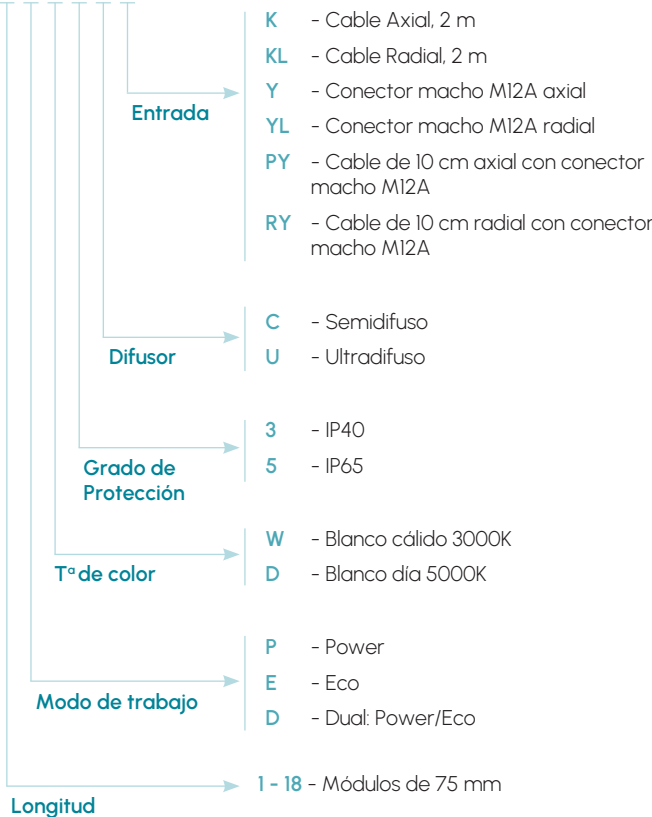 K - Cable Axial, 2 m
KL - Cable Radial, 2 m
Y - Conector macho M12A axial
Entrada
YL - Conector macho M12A radial
PY - Cable de 10 cm axial con conector
macho M12A
RY - Cable de 10 cm radial con conector
macho M12A
C - Semidifuso
Difusor
U - Ultradifuso
3 - IP40
Grado de
Protección
5 - IP65
W - Blanco cálido 3000K
Tª de color
D - Blanco día 5000K
P - Power
E - Eco
Modo de trabajo
D - Dual: Power/Eco
1 - 18 - Módulos de 75 mm
Longitud